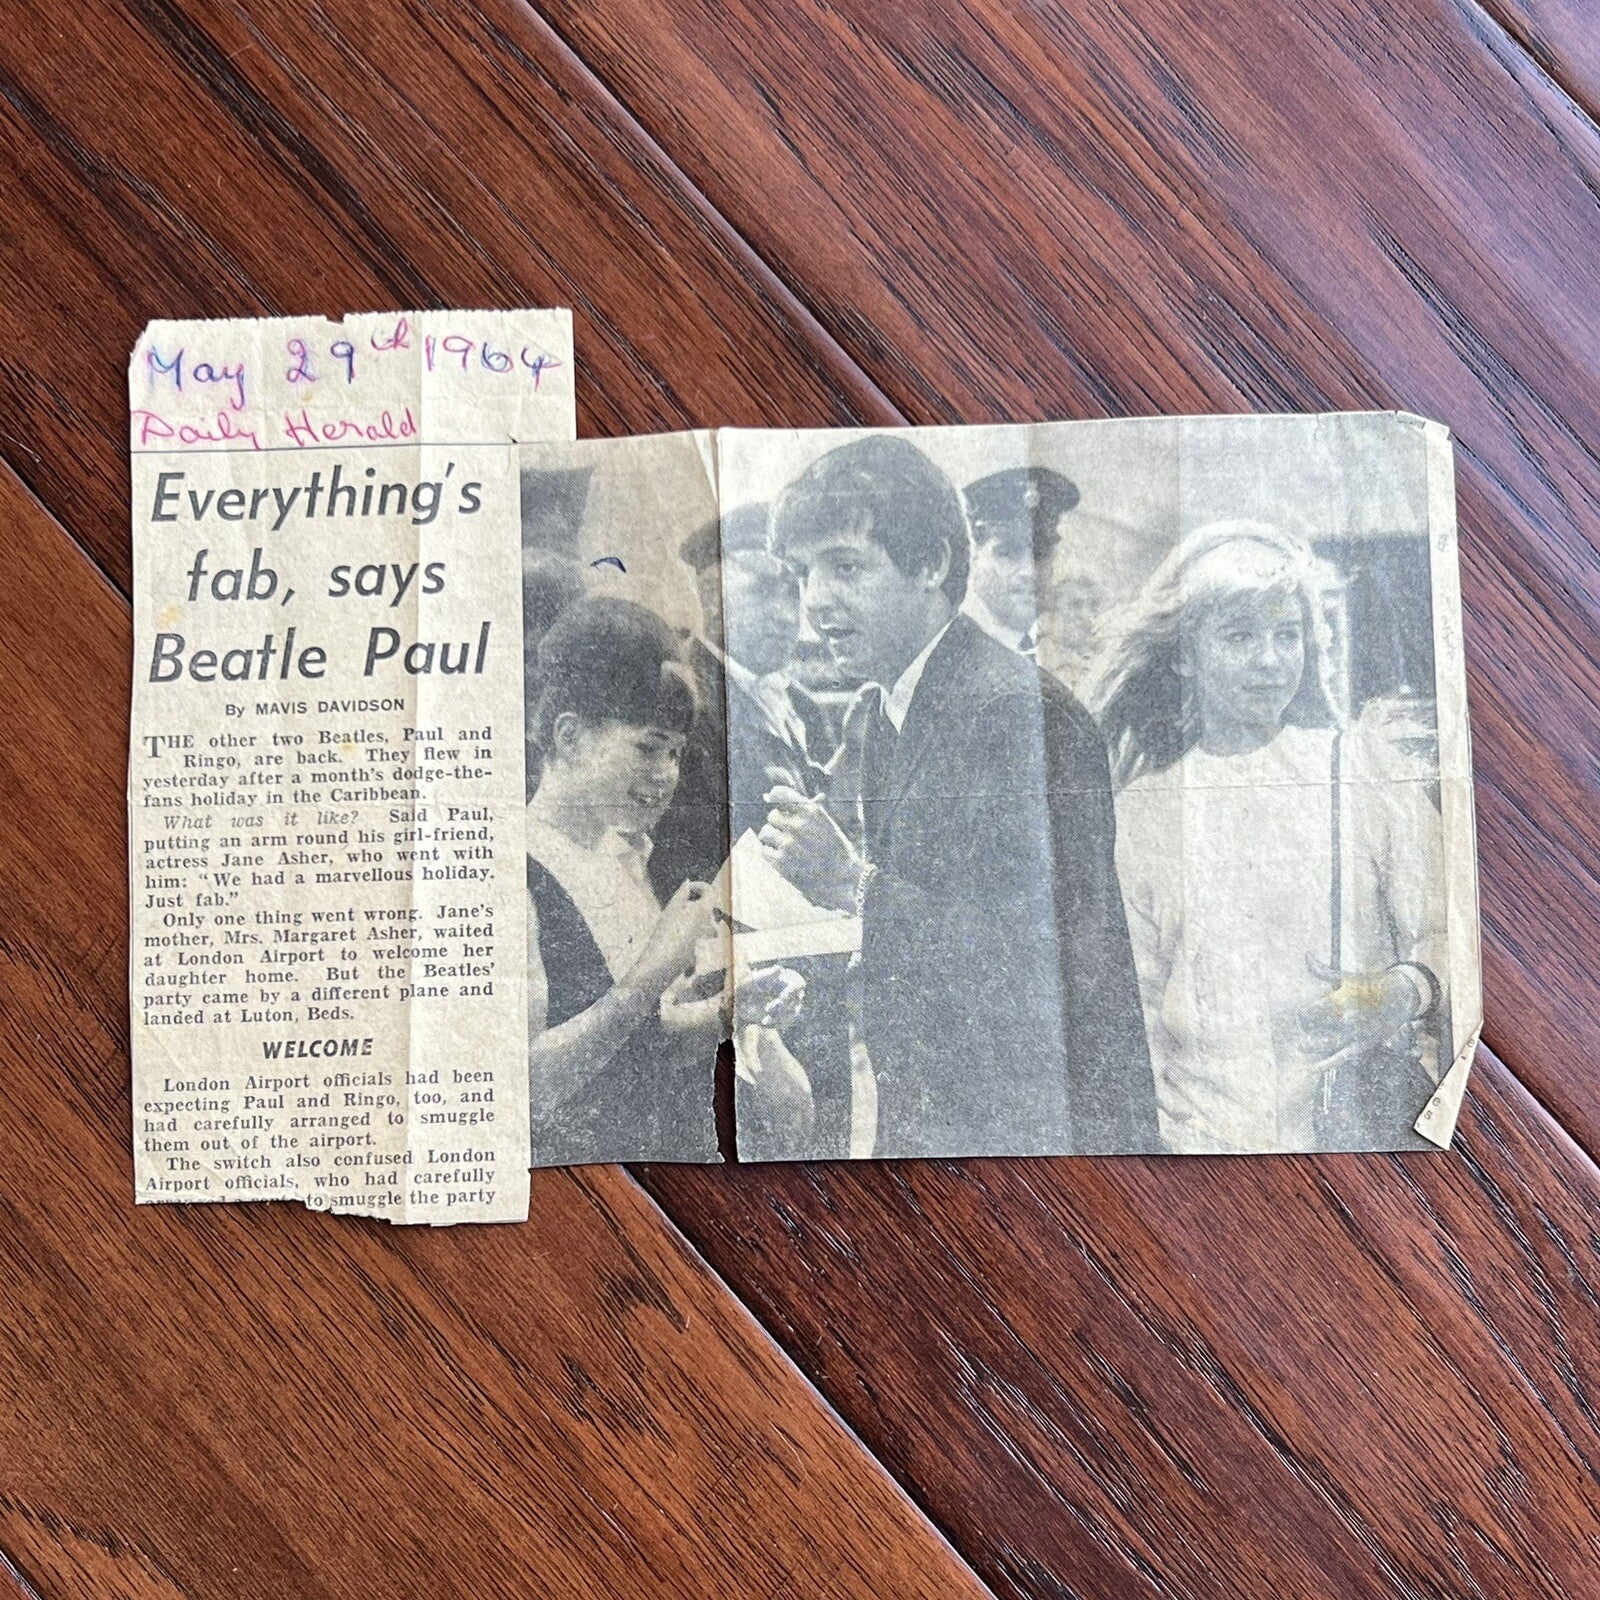 May 29th 1964
Daily Herald
Everything's
fab, says
Beatle Paul
By MAVIS DAVIDSON
THE other two Beatles, Paul and
Ringo, are back. They flew in
yesterday after a month's dodge-the-
fans holiday in the Caribbean.
What was it like? Said Paul,
putting an arm round his girl-friend,
actress Jane Asher, who went with
him: "We had a marvellous holiday.
Just fab."
Only one thing went wrong. Jane's
mother, Mrs. Margaret Asher, waited
at London Airport to welcome her
daughter home. But the Beatles'
party came by a different plane and
landed at Luton, Beds.
WELCOME
London Airport officials had been
expecting Paul and Ringo, too, and
had carefully arranged to smuggle
them out of the airport.
The switch also confused London
Airport officials, who had carefully
to smuggle the party